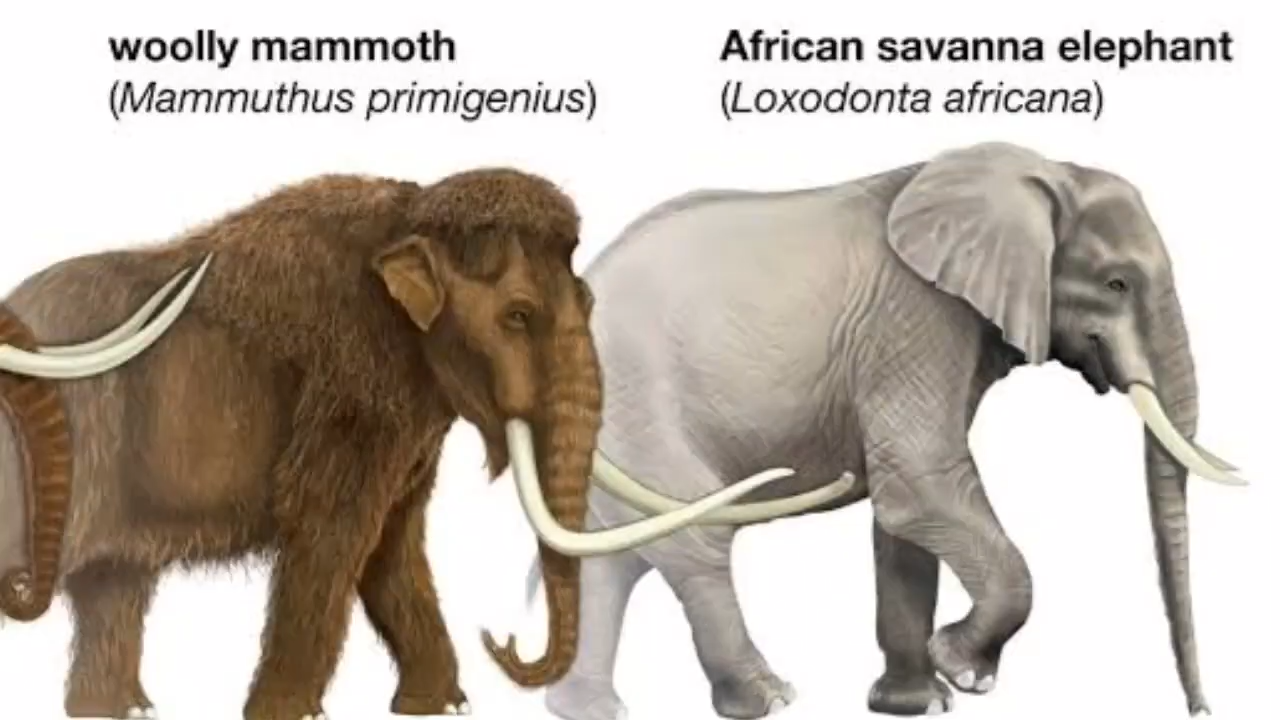 woolly mammoth
(Mammuthus primigenius)
African savanna elephant
(Loxodonta africana)